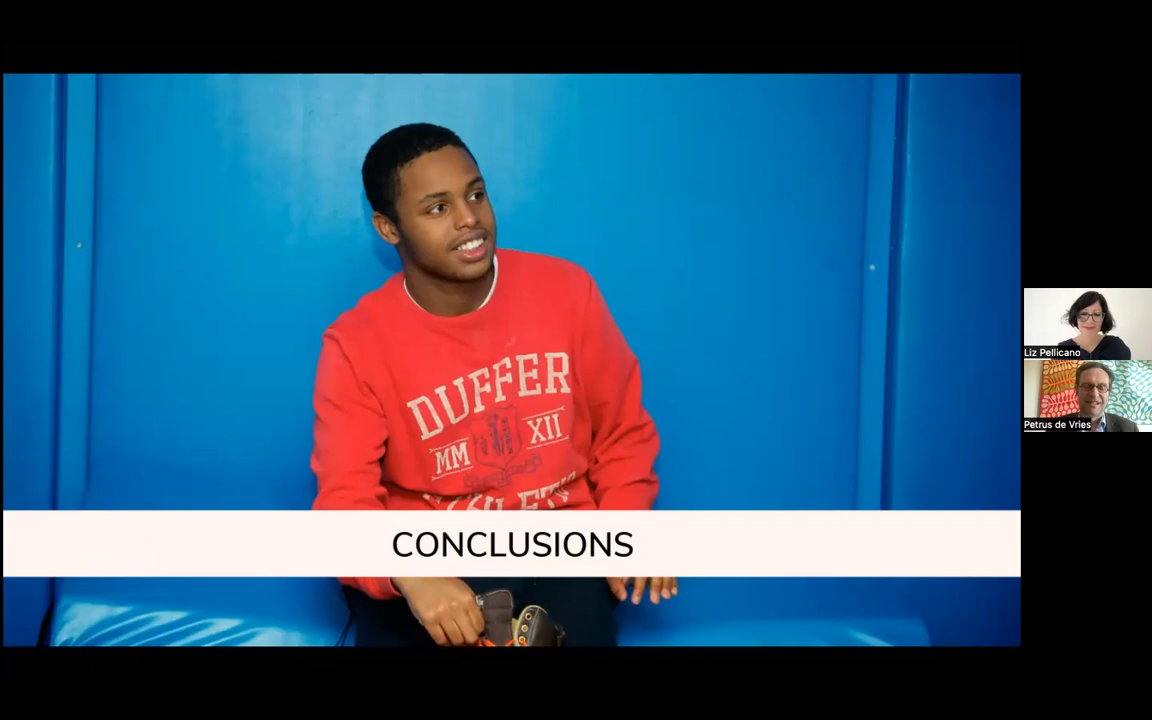 DUFFER
MM XII
CONCLUSIONS
Liz Pellicano
Petrus de Vries